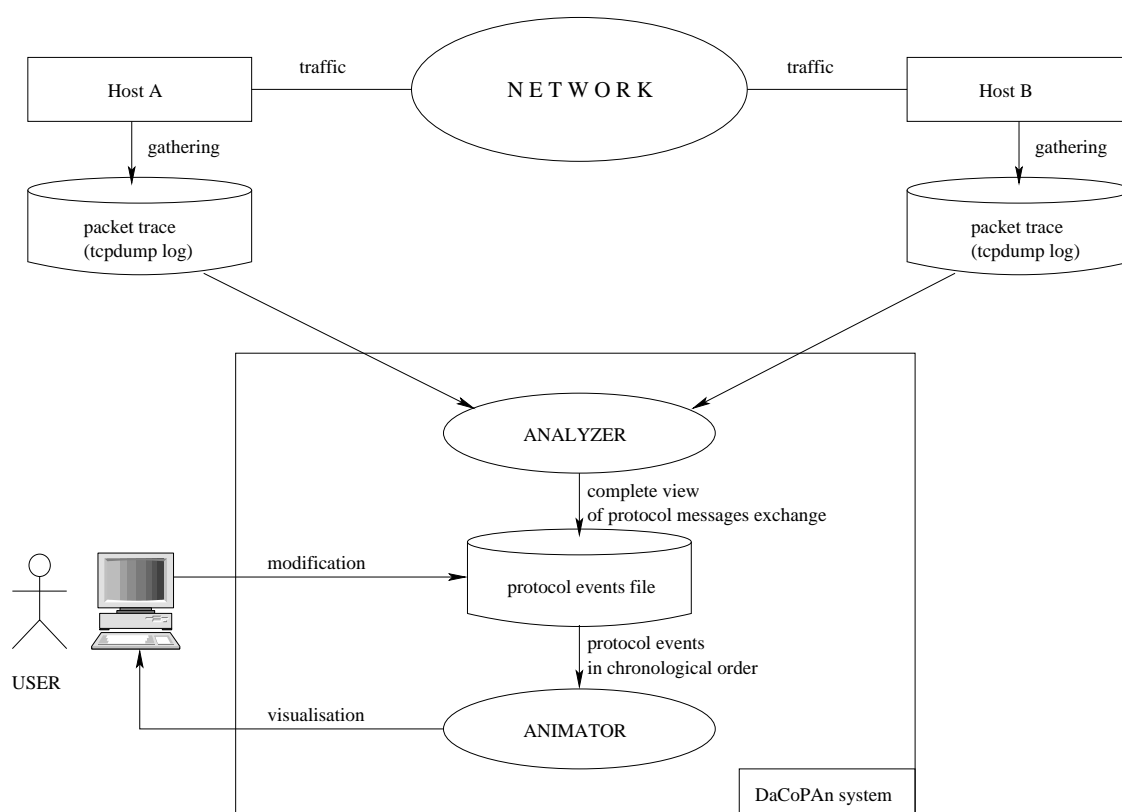 traffic
traffic
Host A
N E T W O R K
Host B
gathering
gathering
packet trace
(tcpdump log)
packet trace
(tcpdump log)
ANALYZER
complete view
of protocol messages exchange
modification
protocol events file
protocol events
in chronological order
USER
visualisation
ANIMATOR
DaCoPAn system